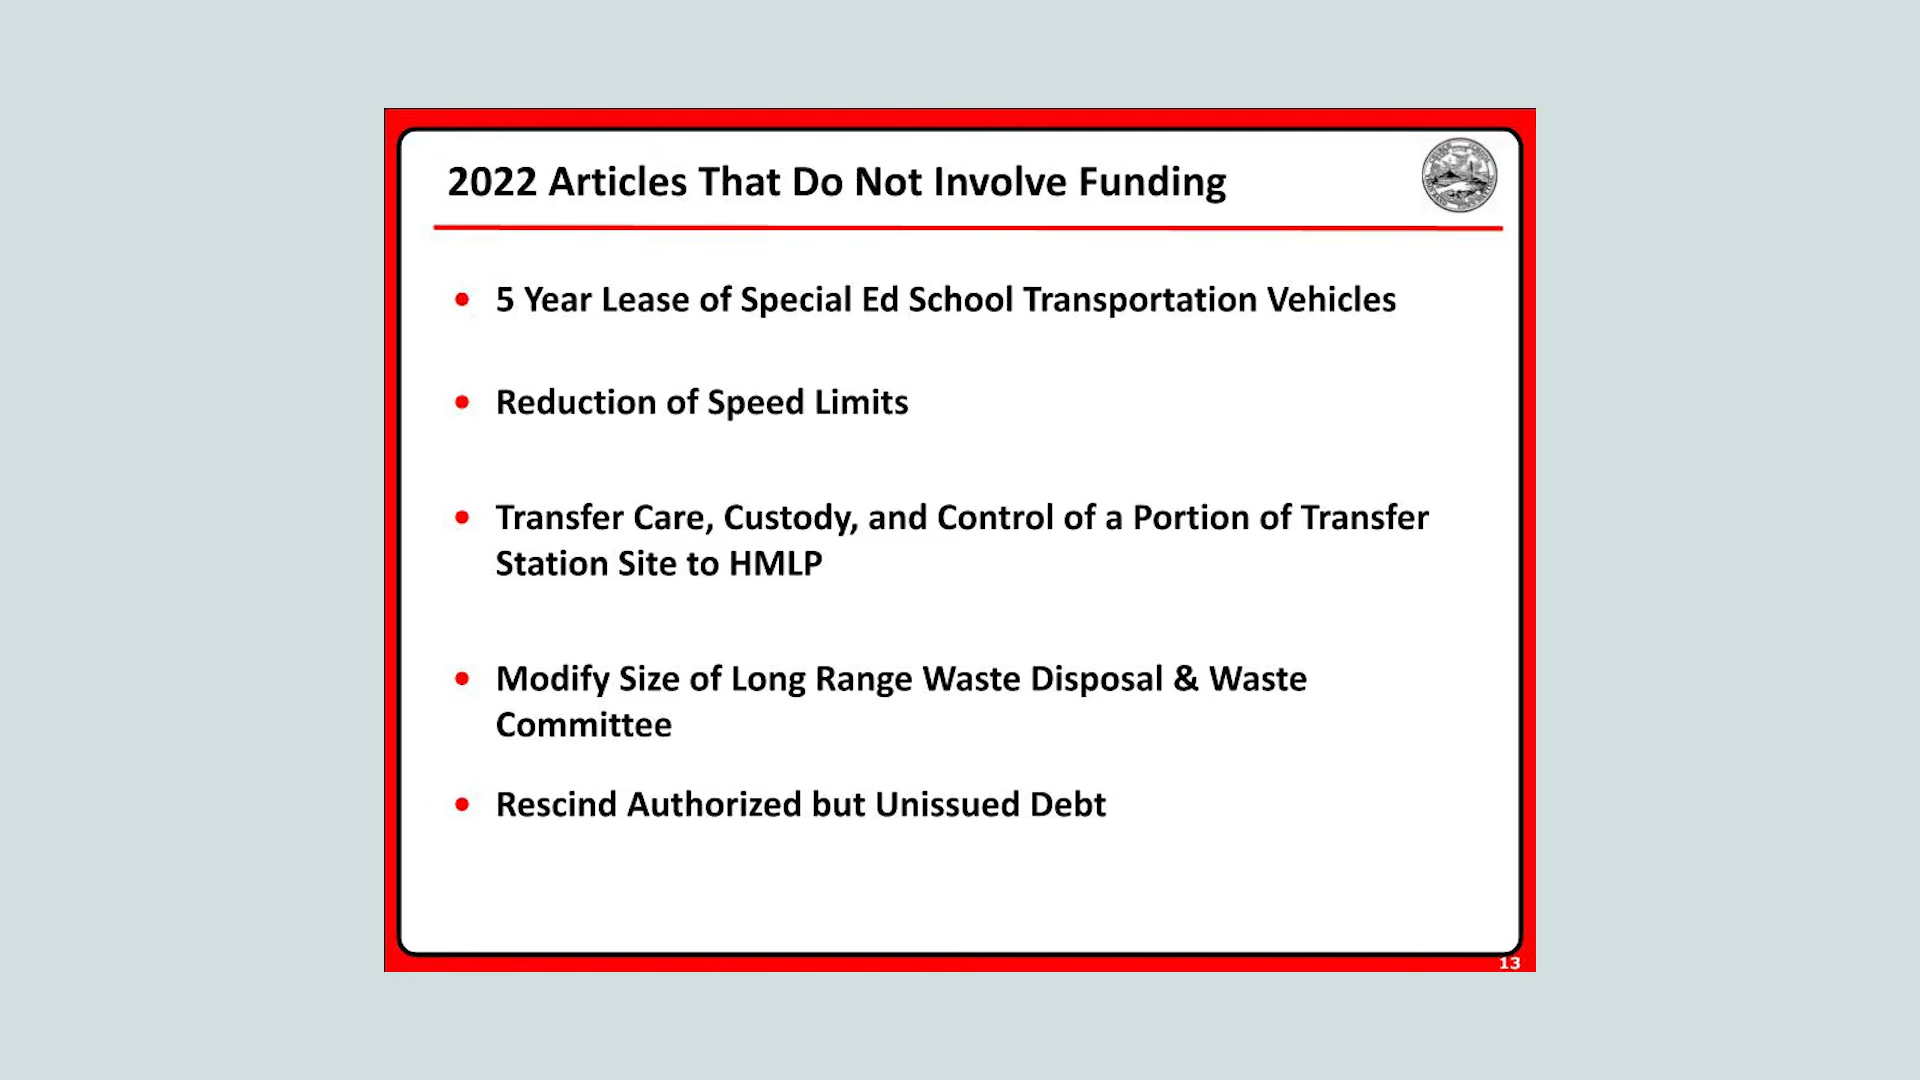 2022 Articles That Do Not Involve Funding
• 5 Year Lease of Special Ed School Transportation Vehicles
• Reduction of Speed Limits
• Transfer Care, Custody, and Control of a Portion of Transfer
Station Site to HMLP
• Modify Size of Long Range Waste Disposal & Waste
Committee
• Rescind Authorized but Unissued Debt
13